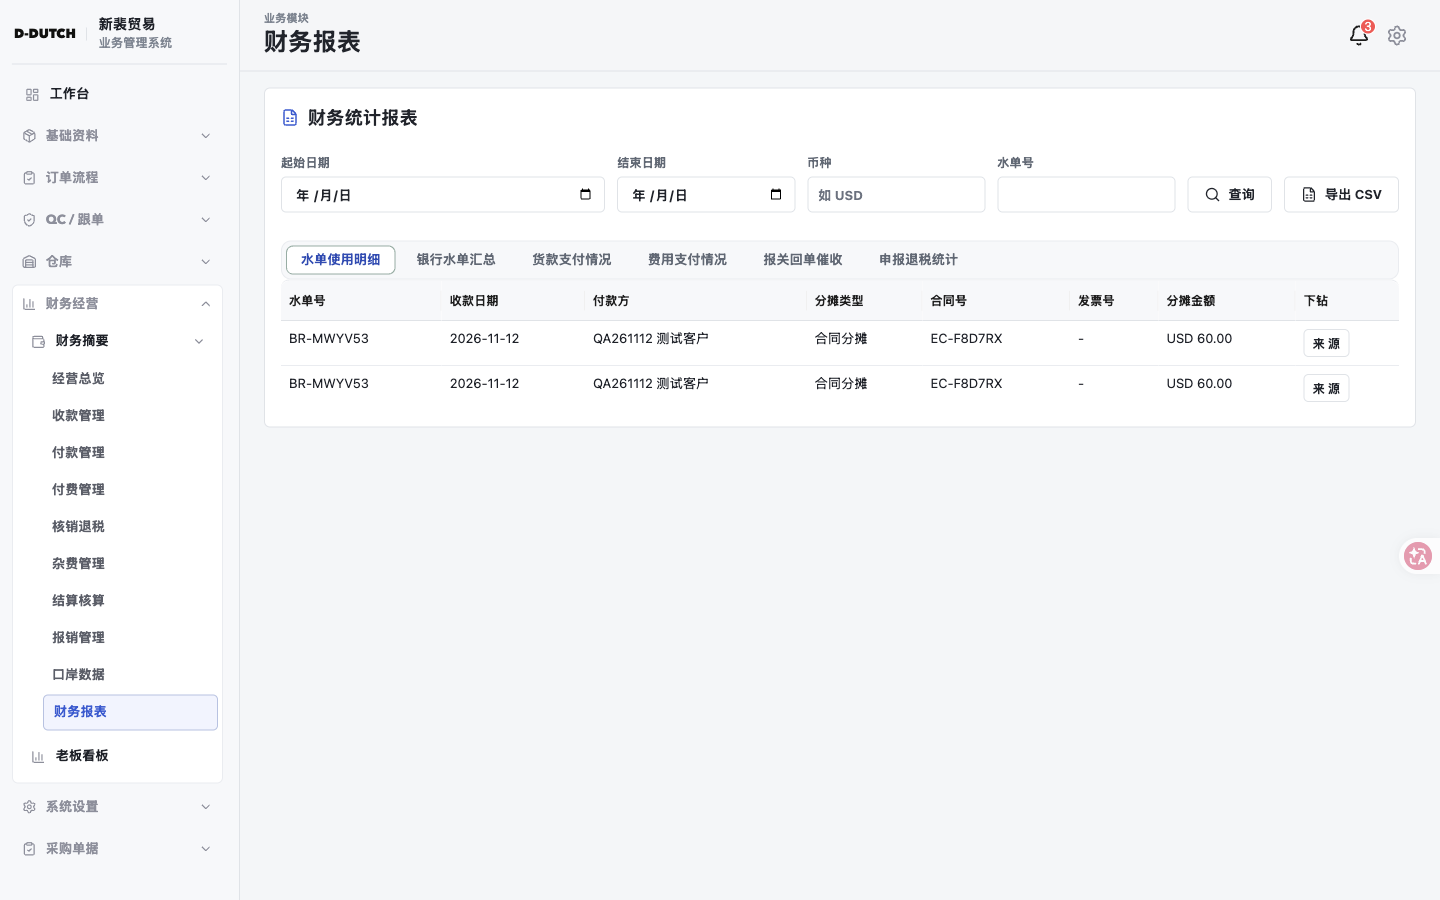 D-DUTCH
新裴贸易
业务管理系统
工作台
基础资料
订单流程
QC / 跟单
仓库
财务经营
财务摘要
经营总览
收款管理
付款管理
付费管理
核销退税
杂费管理
结算核算
报销管理
口岸数据
财务报表
老板看板
系统设置
采购单据
业务模块
财务报表
3
财务统计报表
起始日期 结束日期 币种 水单号
年 /月/日 年 /月/日 如 USD 查询 导出 CSV
水单使用明细 银行水单汇总 货款支付情况 费用支付情况 报关回单催收 申报退税统计
水单号 收款日期 付款方 分摊类型 合同号 发票号 分摊金额 下钻
BR-MWYV53 2026-11-12 QA261112 测试客户 合同分摊 EC-F8D7RX - USD 60.00 来 源
BR-MWYV53 2026-11-12 QA261112 测试客户 合同分摊 EC-F8D7RX - USD 60.00 来 源